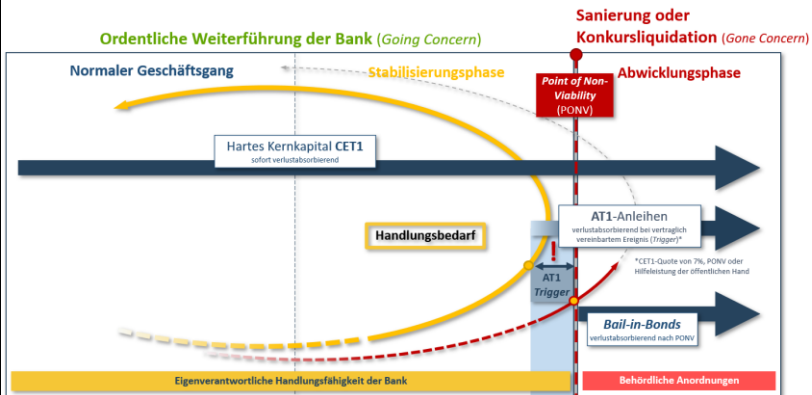 Sanierung oder
Konkursliquidation (Gone Concern)
Ordentliche Weiterführung der Bank (Going Concern)
Normaler Geschäftsgang
Stabilisierungsphase
Point of Non-
Viability
(PONV)
Abwicklungsphase
Hartes Kernkapital CET1
sofort verlustabsorbierend
AT1-Anleihen
verlustabsorbierend bei vertraglich
vereinbartem Ereignis (Trigger)*
Handlungsbedarf
!
*CET1-Quote von 7%, PONV oder
Hilfeleistung der öffentlichen Hand
AT1
Trigger
Bail-in-Bonds
verlustabsorbierend nach PONV
Eigenverantwortliche Handlungsfähigkeit der Bank
Behördliche Anordnungen